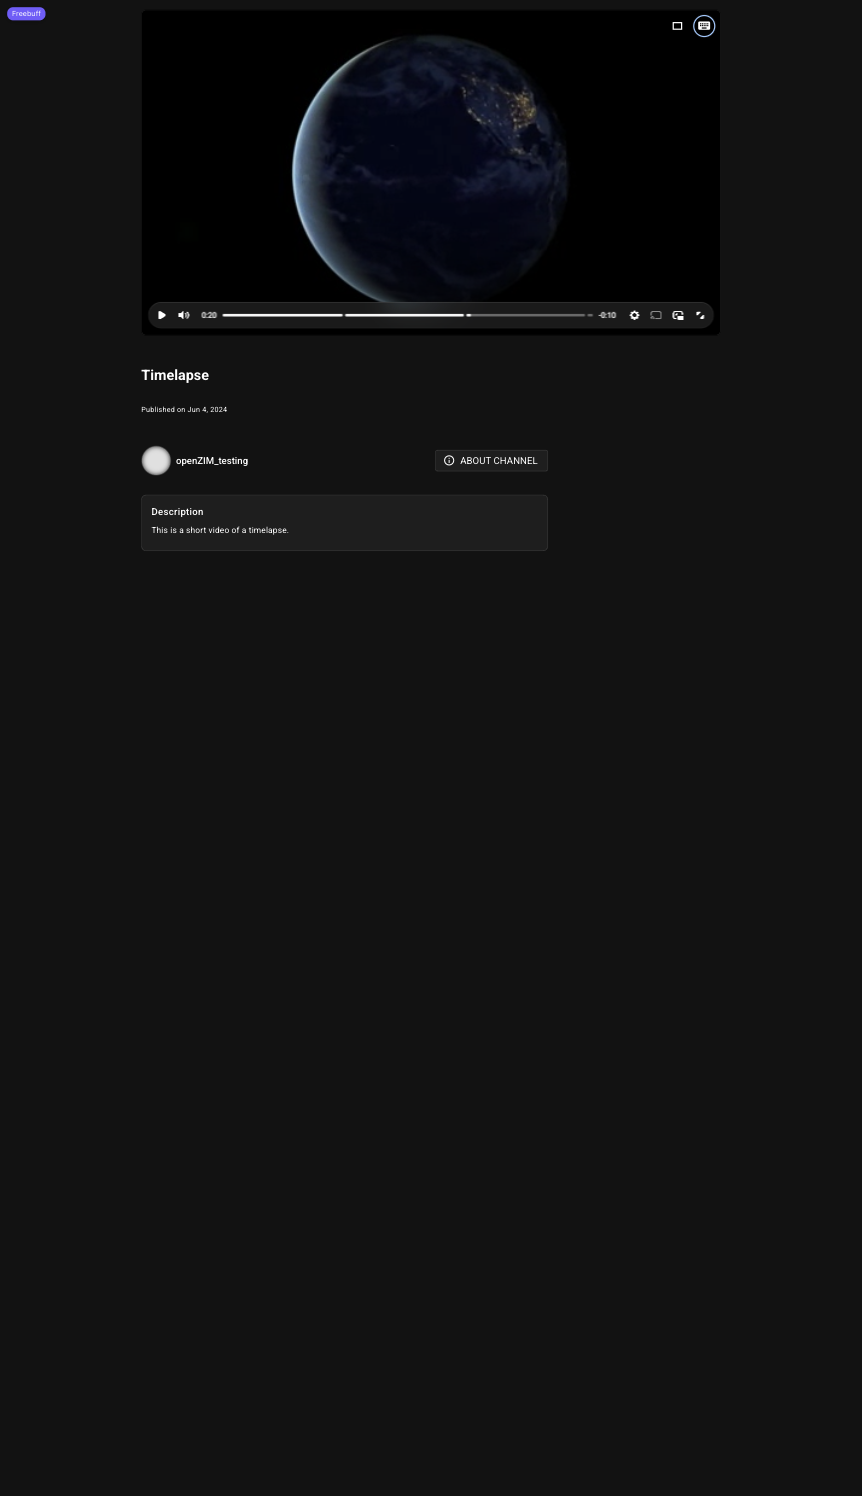 Freebuff
0:20
-0:10
Timelapse
Published on Jun 4, 2024
openZIM_testing
ABOUT CHANNEL
Description
This is a short video of a timelapse.